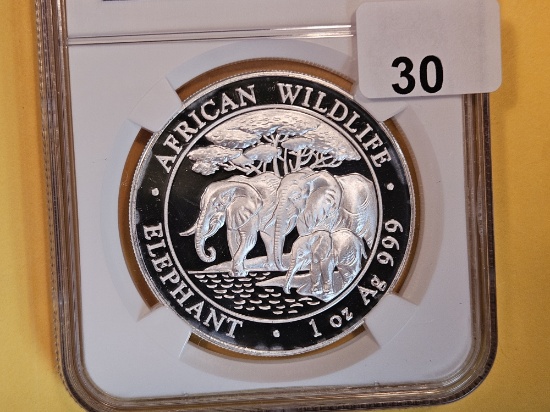 30
AFRICAN WILDLIFE
ELEPHANT · 1 oz Ag 999